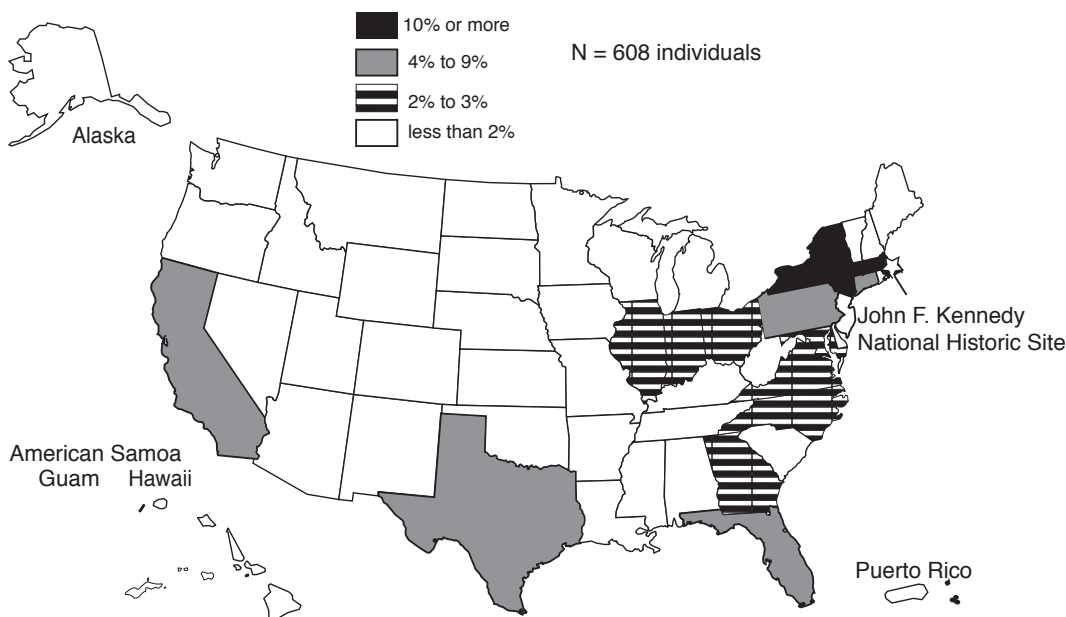 10% or more
4% to 9%
2% to 3%
less than 2%
N = 608 individuals
Alaska
John F. Kennedy
National Historic Site
American Samoa
Guam Hawaii
Puerto Rico